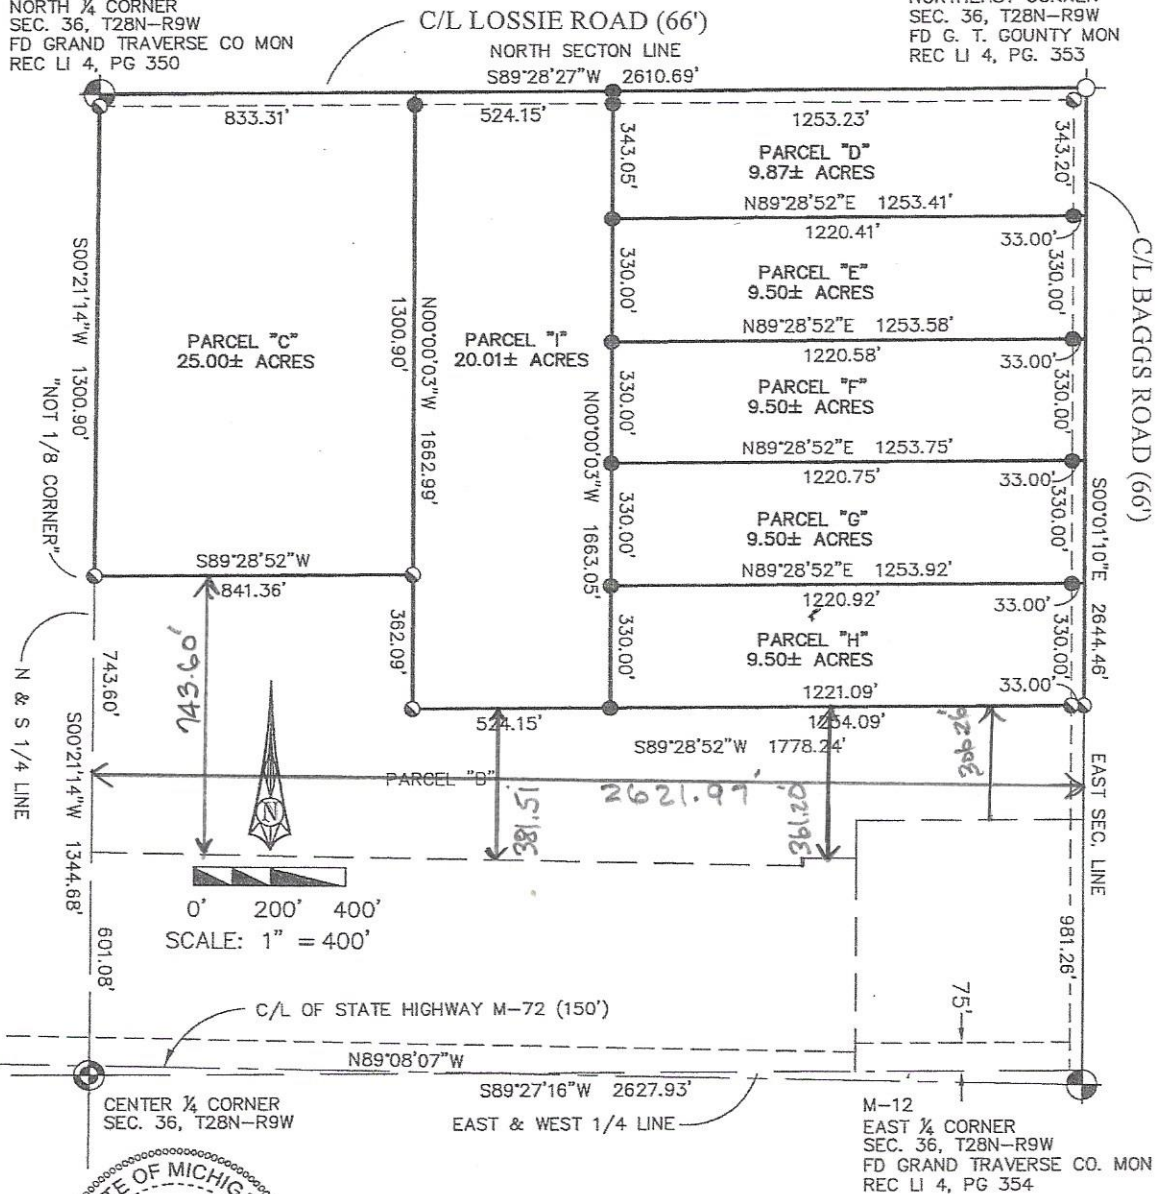 NORTH ¼ CORNER
SEC. 36, T28N-R9W
FD GRAND TRAVERSE CO MON
REC LI 4, PG 350
C/L LOSSIE ROAD (66')
NORTH SECTON LINE
S89°28'27"W 2610.69'
NORTHEAST CORNER
SEC. 36, T28N-R9W
FD G. T. GOUNTY MON
REC LI 4, PG. 353
833.31'
524.15'
1253.23'
343.05'
PARCEL "D"
9.87± ACRES
343.20'
N89°28'52"E 1253.41'
1220.41'
33.00'
C/L BAGGS ROAD (66')
330.00'
PARCEL "E"
9.50± ACRES
330.00'
S00°21'14"W 1300.90'
N00°00'03"W 1662.99'
1300.90'
PARCEL "C"
25.00± ACRES
PARCEL "I"
20.01± ACRES
N89°28'52"E 1253.58'
1220.58'
33.00'
330.00'
PARCEL "F"
9.50± ACRES
330.00'
"NOT 1/8 CORNER"
N00°00'03"W 1663.05'
N89°28'52"E 1253.75'
1220.75'
33.00'
330.00'
PARCEL "G"
9.50± ACRES
330.00'
S00°01'10"E 2644.46'
S89°28'52"W
841.36'
N89°28'52"E 1253.92'
1220.92'
33.00'
362.09'
330.00'
PARCEL "H"
9.50± ACRES
330.00'
N & S 1/4 LINE
743.60'
743.60'
1221.09'
33.00'
524.15'
1254.09'
S89°28'52"W 1778.24'
S00°21'14"W 1344.68'
PARCEL "B"
2621.97'
381.51
361.20'
366.26'
EAST SEC, LINE
N
0' 200' 400'
SCALE: 1" = 400'
601.08'
981.26'
75'
C/L OF STATE HIGHWAY M-72 (150')
N89°08'07"W
S89°27'16"W 2627.93'
CENTER ¼ CORNER
SEC. 36, T28N-R9W
EAST & WEST 1/4 LINE
M-12
EAST ¼ CORNER
SEC. 36, T28N-R9W
FD GRAND TRAVERSE CO. MON
REC LI 4, PG 354
TE OF MICHIG